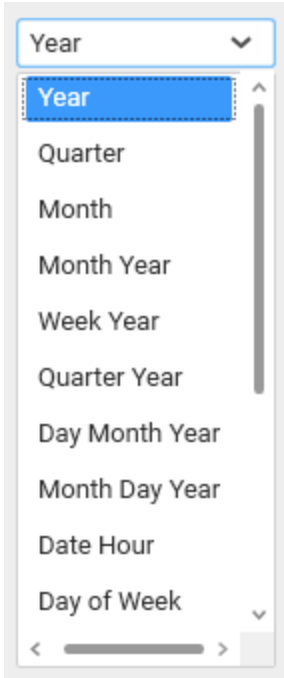 Year
Year
Quarter
Month
Month Year
Week Year
Quarter Year
Day Month Year
Month Day Year
Date Hour
Day of Week